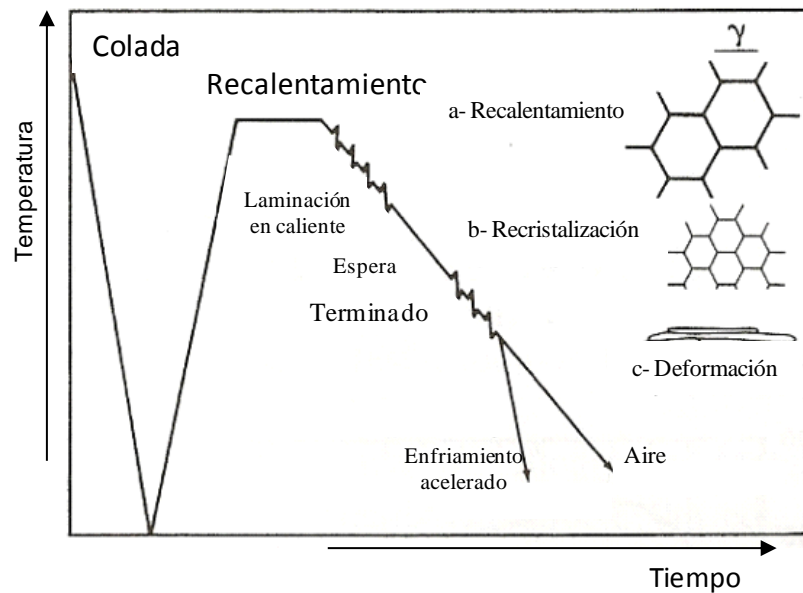 Colada
γ
Recalentamiento
a- Recalentamiento
Temperatura
Laminación
en caliente
b- Recristalización
Espera
Terminado
c- Deformación
Enfriamiento
acelerado
Aire
Tiempo